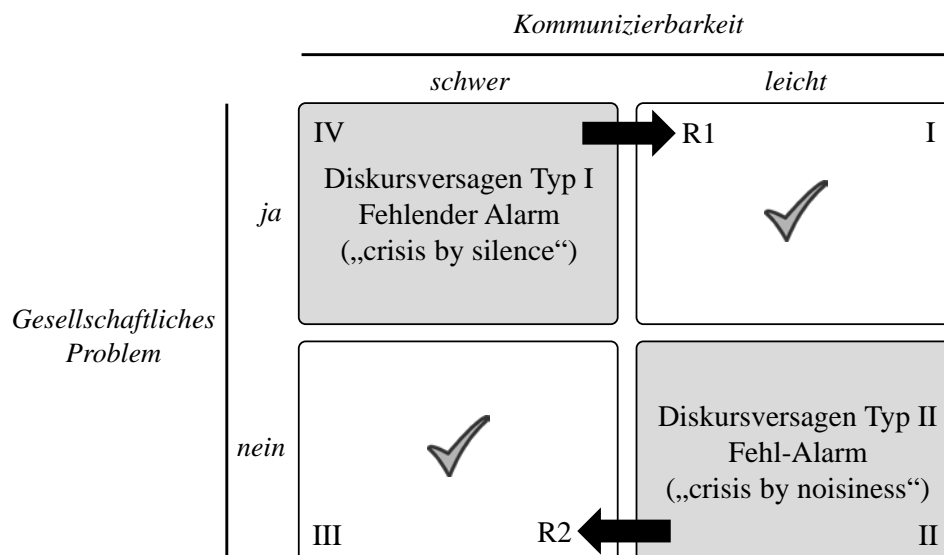 Kommunizierbarkeit
schwer
leicht
IV
R1
I
Diskursversagen Typ I
Fehlender Alarm
(„crisis by silence“)
ja
Gesellschaftliches
Problem
nein
Diskursversagen Typ II
Fehl-Alarm
(„crisis by noisiness“)
III
R2
II